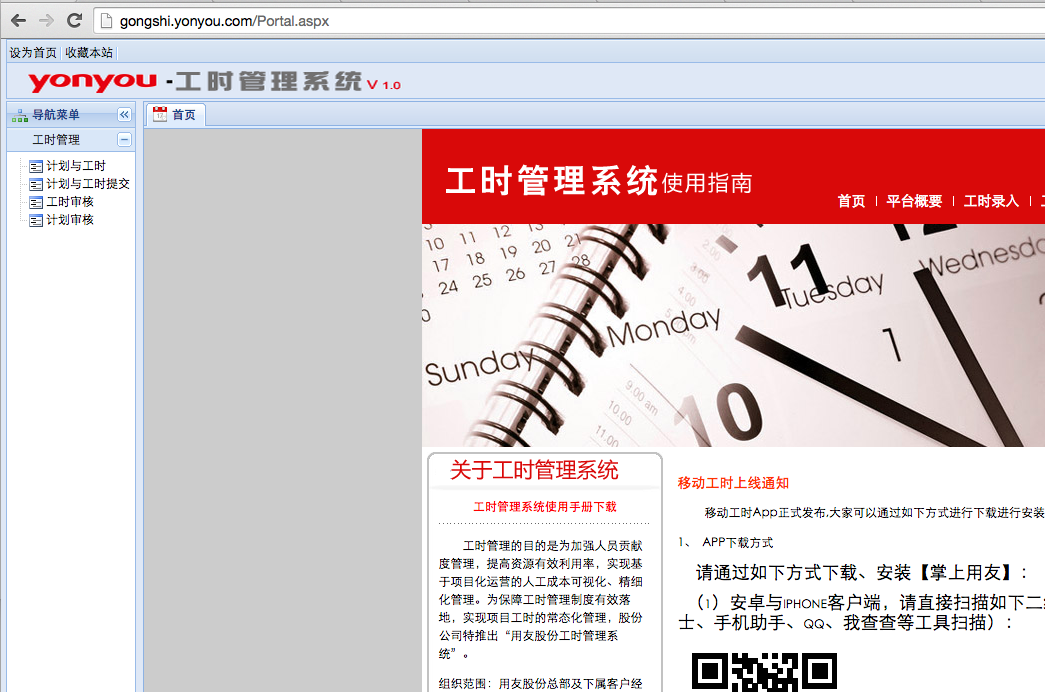 gongshi.yonyou.com/Portal.aspx
设为首页 收藏本站
yonyou -工时管理系统 V 1.0
导航菜单
首页
工时管理
计划与工时
计划与工时提交
工时审核
计划审核
工时管理系统使用指南
首页 | 平台概要 | 工时录入 |
10 11 12 13
17 18 19 20 21
24 25 26 27 28
Sunday
Monday
Tuesday
Wednesday
11
1
10
2.00
3.00
4.00
9.00 am
10.00
11.00
关于工时管理系统
工时管理系统使用手册下载
工时管理的目的是为加强人员贡献
度管理，提高资源有效利用率，实现基
于项目化运营的人工成本可视化、精细
化管理。为保障工时管理制度有效落
地，实现项目工时的常态化管理，股份
公司特推出“用友股份工时管理系
统”。
组织范围：用友股份总部及下属客户经
移动工时上线通知
移动工时App正式发布,大家可以通过如下方式进行下载进行安装
1、 APP下载方式
请通过如下方式下载、安装【掌上用友】：
（1）安卓与IPHONE客户端，请直接扫描如下二
士、手机助手、QQ、我查查等工具扫描）：